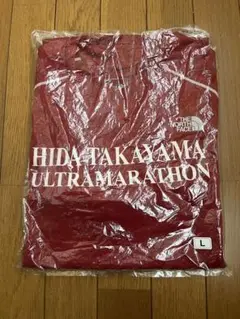 THE
NORTH
FACE
HIDA-TAKAYAMA
ULTRAMARATHON
L